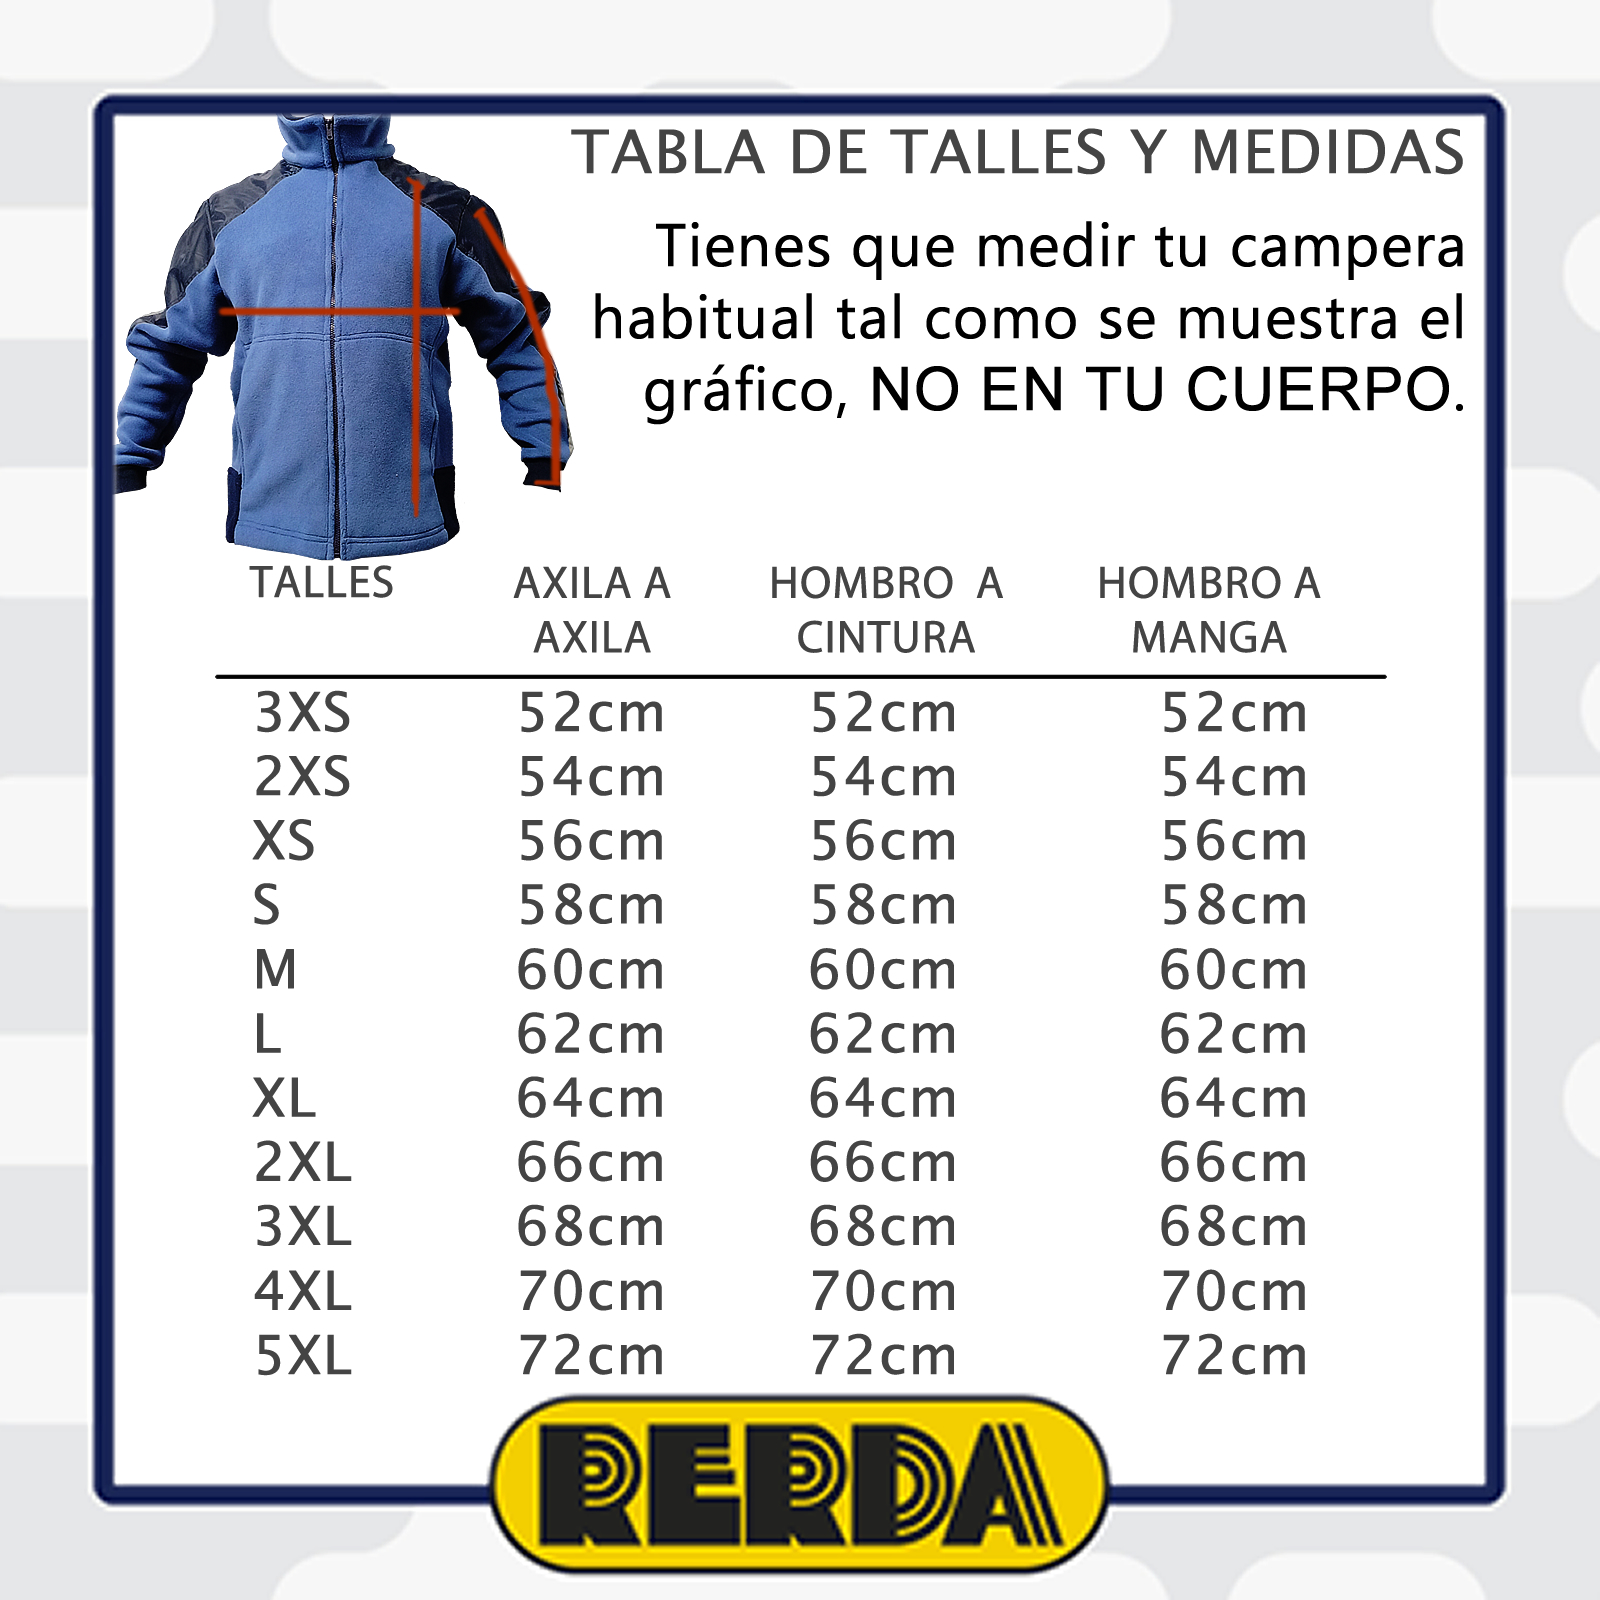 TABLA DE TALLES Y MEDIDAS
Tienes que medir tu campera
habitual tal como se muestra el
gráfico, NO EN TU CUERPO.
TALLES AXILA A HOMBRO A HOMBRO A
AXILA CINTURA MANGA
3XS 52cm 52cm 52cm
2XS 54cm 54cm 54cm
XS 56cm 56cm 56cm
S 58cm 58cm 58cm
M 60cm 60cm 60cm
L 62cm 62cm 62cm
XL 64cm 64cm 64cm
2XL 66cm 66cm 66cm
3XL 68cm 68cm 68cm
4XL 70cm 70cm 70cm
5XL 72cm 72cm 72cm
RERDA